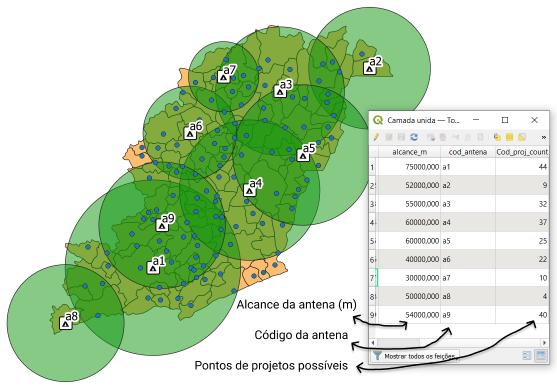 a2
a7
a3
a6
a5
a4
a9
a1
a8
Camada unida — To...
alcance_m cod_antena Cod_proj_count
1 75000,000 a1 44
2 52000,000 a2 9
3 55000,000 a3 32
4 60000,000 a4 37
5 60000,000 a5 25
6 40000,000 a6 22
7 30000,000 a7 10
8 50000,000 a8 4
9 54000,000 a9 40
Mostrar todos os feições
Alcance da antena (m)
Código da antena
Pontos de projetos possíveis